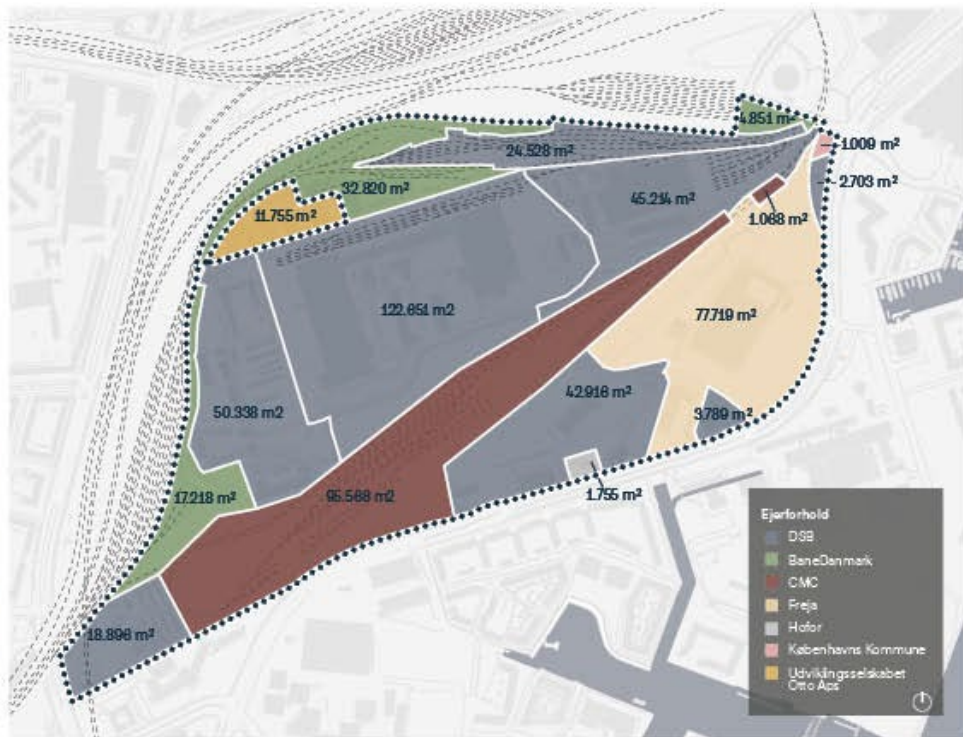 4.851 m²
1.009 m²
24.528 m²
2.703 m²
32.820 m²
45.214 m²
11.755 m²
1.068 m²
122.651 m2
77.719 m²
42.916 m²
50.338 m2
3.789 m²
17.218 m²
95.568 m2
1.755 m²
18.896 m²
Ejerforhold
DSB
BaneDanmark
CMC
Freja
Hofor
Københavns Kommune
Udviklingsselskabet
Otto Aps